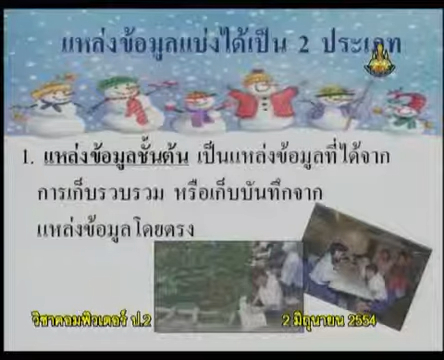 แหล่งข้อมูลแบ่งได้เป็น 2 ประเภท
1. แหล่งข้อมูลชั้นต้น เป็นแหล่งข้อมูลที่ได้จาก
การเก็บรวบรวม หรือเก็บบันทึกจาก
แหล่งข้อมูลโดยตรง
วิชาคอมพิวเตอร์ ป.2
2 มิถุนายน 2554